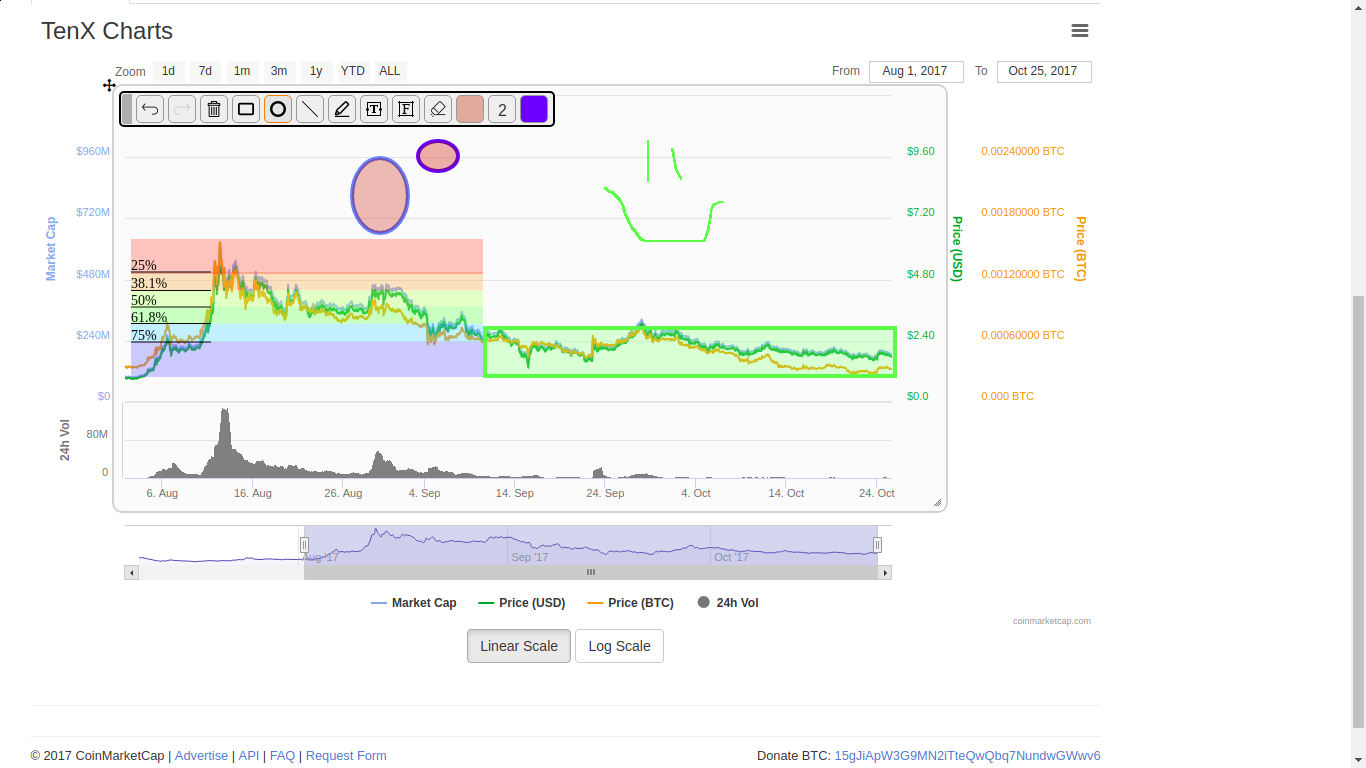 TenX Charts
Zoom 1d 7d 1m 3m 1y YTD ALL From Aug 1, 2017 To Oct 25, 2017
T F 2
$960M $9.60 0.00240000 BTC
$720M $7.20 0.00180000 BTC
Market Cap Price (USD) Price (BTC)
25%
$480M $4.80 0.00120000 BTC
38.1%
50%
61.8%
75%
$240M $2.40 0.00060000 BTC
$0 $0.0 0.000 BTC
24h Vol
80M
0
6. Aug 16. Aug 26. Aug 4. Sep 14. Sep 24. Sep 4. Oct 14. Oct 24. Oct
Aug '17 Sep '17 Oct '17
Market Cap Price (USD) Price (BTC) 24h Vol
coinmarketcap.com
Linear Scale Log Scale
© 2017 CoinMarketCap | Advertise | API | FAQ | Request Form Donate BTC: 15gJiApW3G9MN2iTteQwQbq7NundwGWwv6